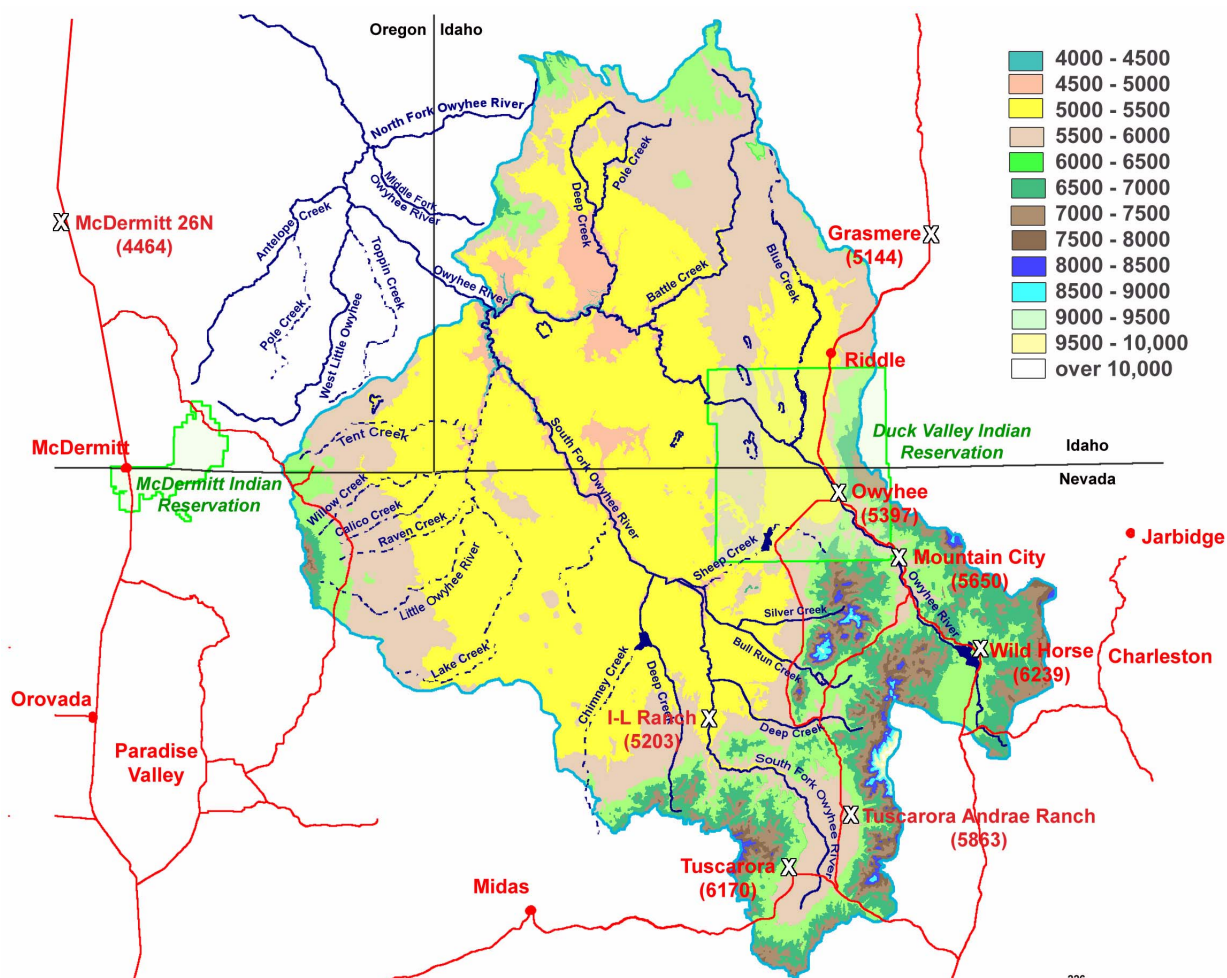 Oregon
Idaho
4000 - 4500
4500 - 5000
5000 - 5500
5500 - 6000
6000 - 6500
6500 - 7000
7000 - 7500
7500 - 8000
8000 - 8500
8500 - 9000
9000 - 9500
9500 - 10,000
over 10,000
North Fork Owyhee River
Middle Fork
Owyhee River
Pole Creek
Deep Creek
X McDermitt 26N
(4464)
Antelope Creek
Toppin Creek
Owyhee River
Grasmere X
(5144)
Battle Creek
Blue Creek
Pole Creek
West Little Owyhee
Riddle
McDermitt
McDermitt Indian
Reservation
Tent Creek
South Fork Owyhee River
Duck Valley Indian
Reservation
Idaho
Nevada
Willow Creek
Calico Creek
Raven Creek
Little Owyhee River
Lake Creek
X Owyhee
(5397)
Sheep Creek
X Mountain City
(5650)
Jarbidge
Silver Creek
Owyhee River
Bull Run Creek
X Wild Horse
(6239)
Charleston
Chimney Creek
Deep Creek
Orovada
I-L Ranch X
(5203)
Deep Creek
Paradise
Valley
South Fork Owyhee River
X Tuscarora Andrae Ranch
(5863)
Tuscarora X
(6170)
Midas